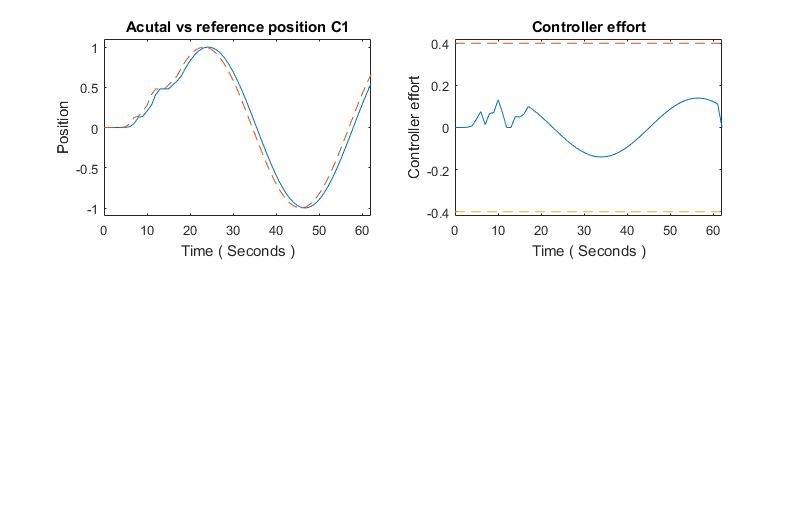 Acutal vs reference position C1
1
0.5
0
-0.5
-1
Position
0 10 20 30 40 50 60
Time ( Seconds )
Controller effort
0.4
0.2
0
-0.2
-0.4
Controller effort
0 10 20 30 40 50 60
Time ( Seconds )